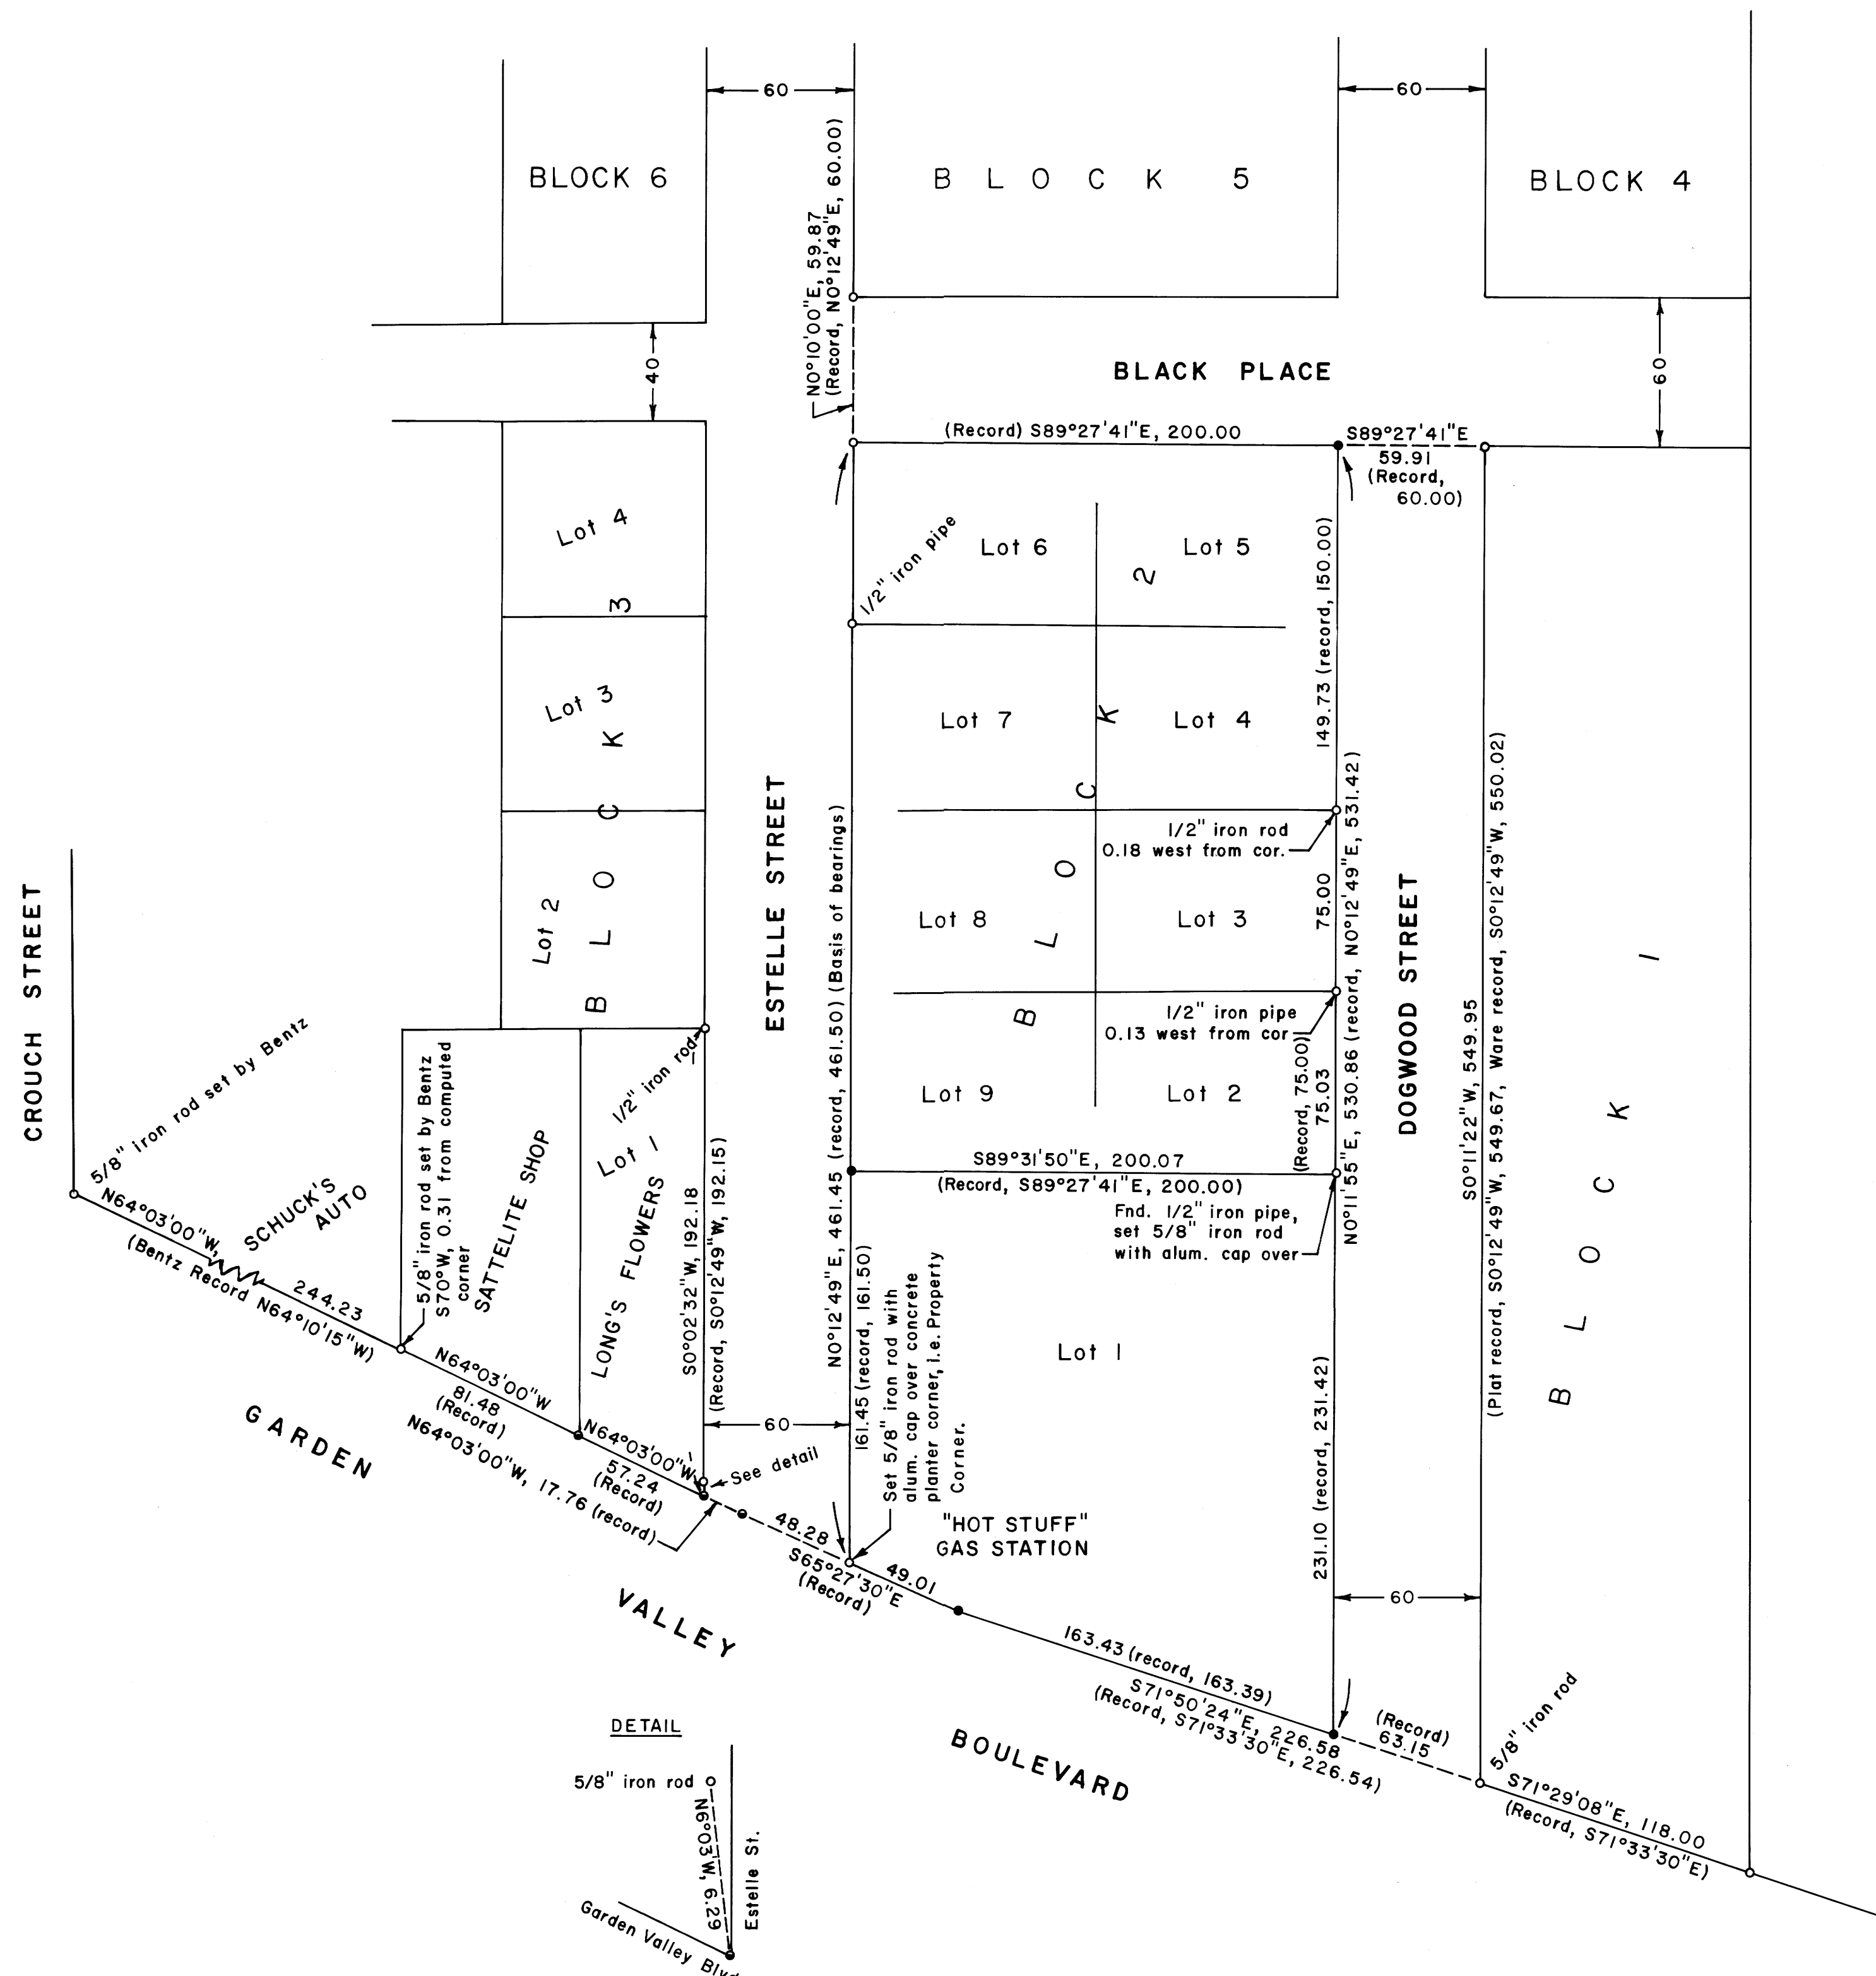 60
60
BLOCK 6
BLOCK 5
BLOCK 4
N0°10'00"E, 59.87
(Record, N0°12'49"E, 60.00)
40
BLACK PLACE
60
(Record) S89°27'41"E, 200.00
S89°27'41"E
59.91
(Record,
60.00)
Lot 4
Lot 3
Lot 2
BLOCK 3
1/2" iron pipe
Lot 6
Lot 5
Lot 7
Lot 4
Lot 8
Lot 3
Lot 9
Lot 2
BLOCK 2
149.73 (record, 150.00)
1/2" iron rod
0.18 west from cor.
75.00
1/2" iron pipe
0.13 west from cor.
(Record, 75.00)
75.03
N0°11'55"E, 530.86 (record, N0°12'49"E, 531.42)
CROUCH STREET
ESTELLE STREET
DOGWOOD STREET
N0°12'49"E, 461.45 (record, 461.50) (Basis of bearings)
S0°11'22"W, 549.95
(Plat record, S0°12'49"W, 549.67, Ware record, S0°12'49"W, 550.02)
BLOCK 1
S89°31'50"E, 200.07
(Record, S89°27'41"E, 200.00)
Fnd. 1/2" iron pipe,
set 5/8" iron rod
with alum. cap over
5/8" iron rod set by Bentz
SCHUCK'S
AUTO
N64°03'00"W,
244.23
(Bentz Record N64°10'15"W)
5/8" iron rod set by Bentz
S70°W, 0.31 from computed
corner
SATTELITE SHOP
1/2" iron rod
Lot 1
LONG'S FLOWERS
S0°02'32"W, 192.18
(Record, S0°12'49"W, 192.15)
N64°03'00"W
81.48
(Record)
N64°03'00"W
57.24
(Record)
N64°03'00"W, 17.76 (record)
60
See detail
161.45 (record, 161.50)
Set 5/8" iron rod with
alum. cap over concrete
planter corner, i.e. Property
Corner.
Lot 1
"HOT STUFF"
GAS STATION
48.28
S65°27'30"E
(Record)
49.01
231.10 (record, 231.42)
60
163.43 (record, 163.39)
S71°50'24"E, 226.58
(Record, S71°33'30"E, 226.54)
(Record)
63.15
5/8" iron rod
S71°29'08"E, 118.00
(Record, S71°33'30"E)
GARDEN
VALLEY
BOULEVARD
DETAIL
5/8" iron rod
N6°03'W, 6.29
Estelle St.
Garden Valley Blvd